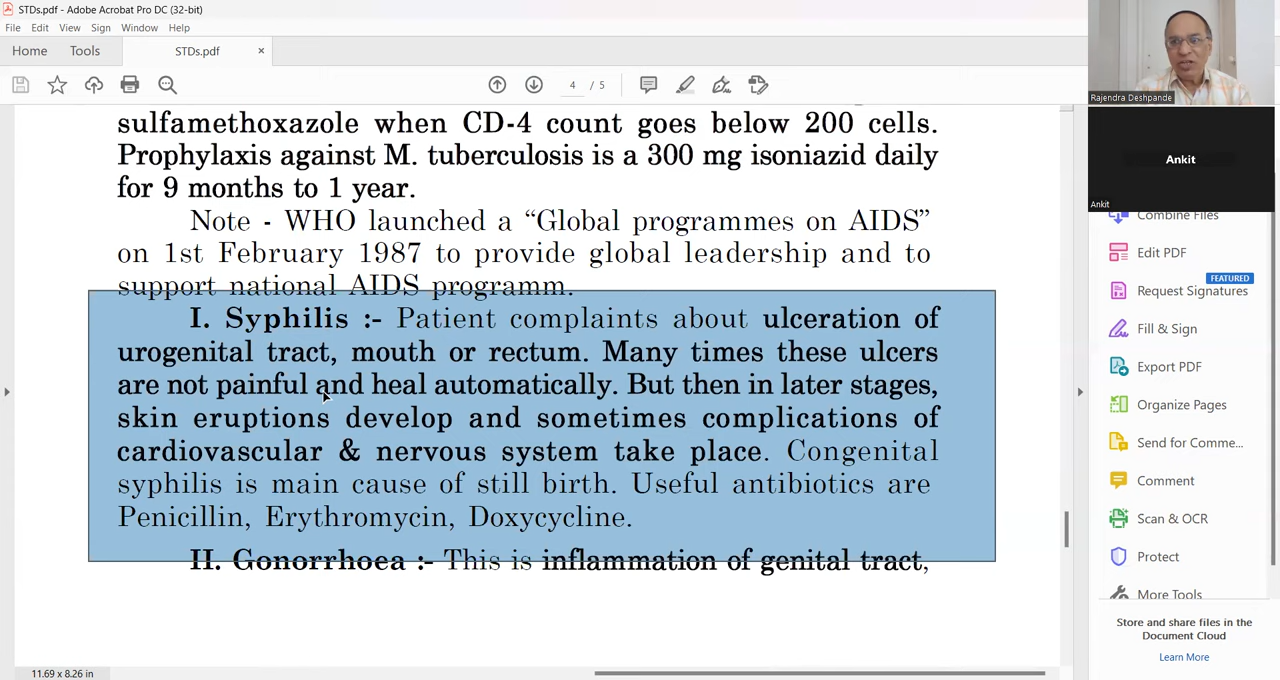 STDs.pdf - Adobe Acrobat Pro DC (32-bit)
File Edit View Sign Window Help
Home Tools STDs.pdf ×
4 / 5
sulfamethoxazole when CD-4 count goes below 200 cells.
Prophylaxis against M. tuberculosis is a 300 mg isoniazid daily
for 9 months to 1 year.
Note - WHO launched a “Global programmes on AIDS”
on 1st February 1987 to provide global leadership and to
support national AIDS programm.
I. Syphilis :- Patient complaints about ulceration of
urogenital tract, mouth or rectum. Many times these ulcers
are not painful and heal automatically. But then in later stages,
skin eruptions develop and sometimes complications of
cardiovascular & nervous system take place. Congenital
syphilis is main cause of still birth. Useful antibiotics are
Penicillin, Erythromycin, Doxycycline.
II. Gonorrhoea :- This is inflammation of genital tract,
11.69 x 8.26 in
Rajendra Deshpande
Ankit
Ankit
Combine Files
Edit PDF
FEATURED
Request Signatures
Fill & Sign
Export PDF
Organize Pages
Send for Comme...
Comment
Scan & OCR
Protect
More Tools
Store and share files in the
Document Cloud
Learn More